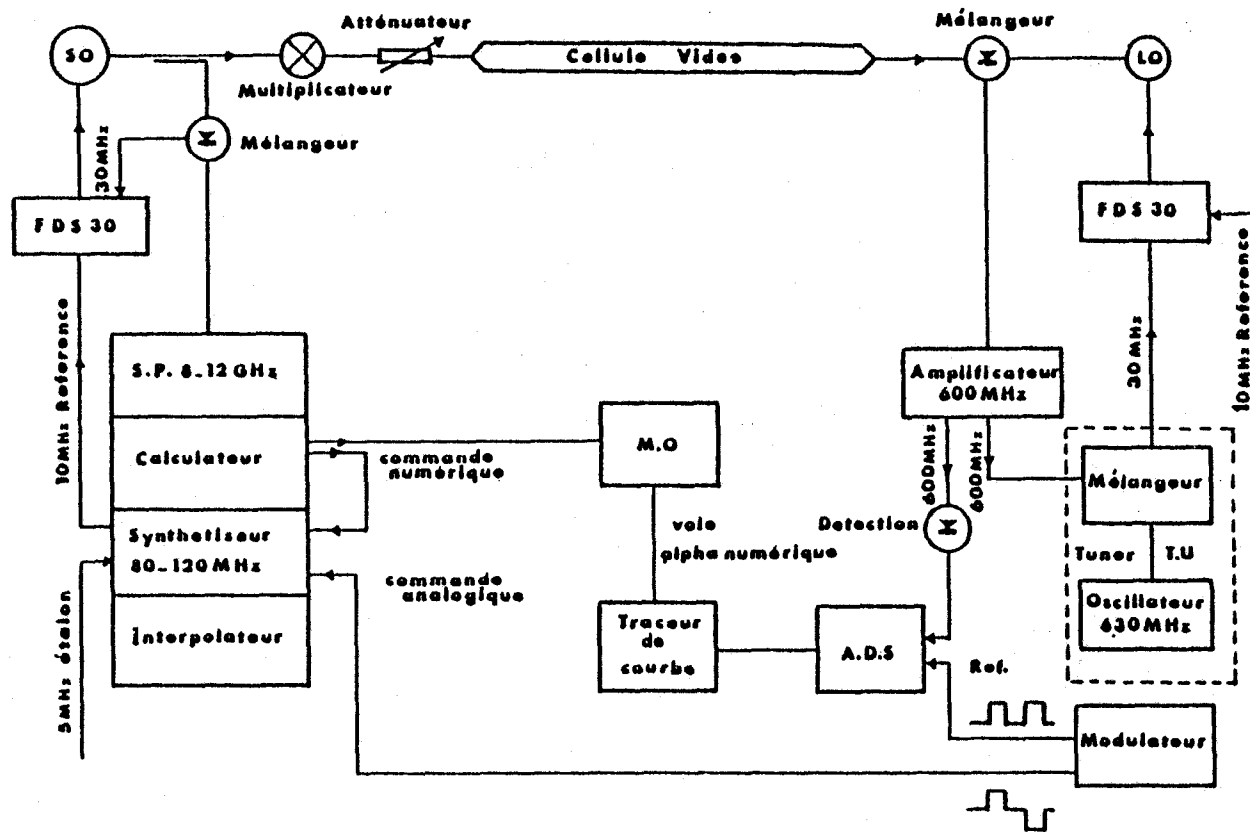 Atténuateur
Mélangeur
SO
Cellule Video
LO
Multiplicateur
Mélangeur
30MHz
FDS 30
FDS 30
10MHz Reference
10MHz Reference
30MHz
S.P. 8_12 GHz
Calculateur
Synthetiseur
80_120 MHz
Interpolateur
5MHz étalon
commande
numérique
commande
analogique
M.O
voie
alpha numérique
Traceur
de
courbe
A.D.S
Ref.
Amplificateur
600MHz
600MHz
600MHz
Detection
Mélangeur
Tuner T.U
Oscillateur
630MHz
Modulateur